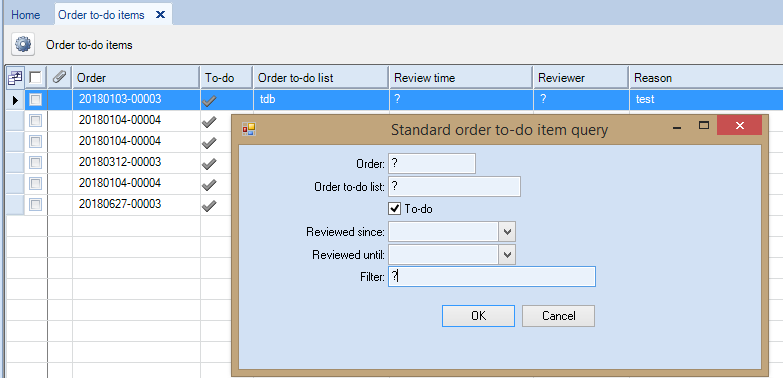 Home Order to-do items
Order to-do items
Order To-do Order to-do list Review time Reviewer Reason
20180103-00003 tdb ? ? test
20180104-00004
20180104-00004
20180312-00003
20180104-00004
20180627-00003
Standard order to-do item query
Order: ?
Order to-do list: ?
To-do
Reviewed since:
Reviewed until:
Filter: ?
OK Cancel